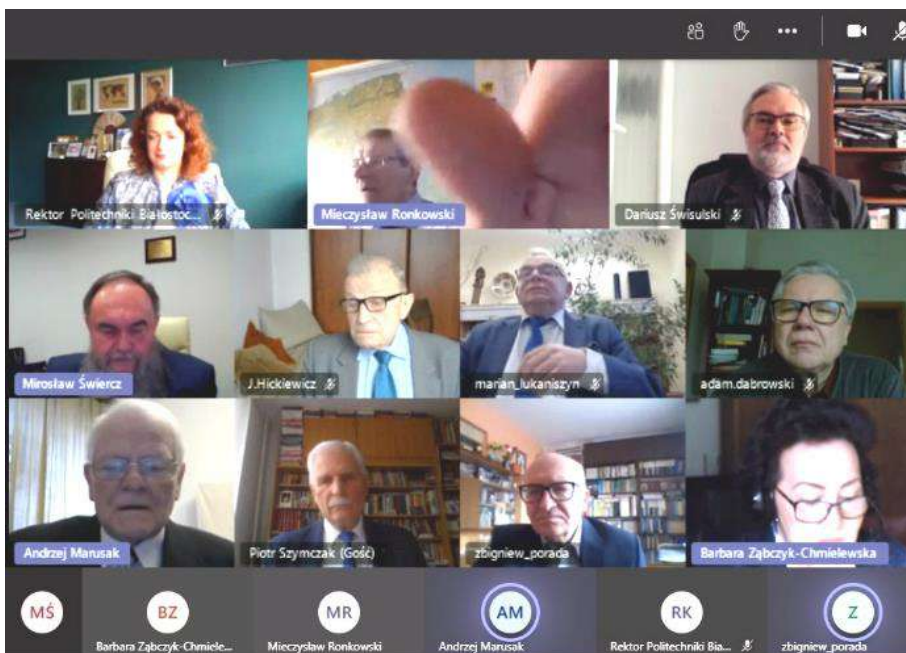 Rektor Politechniki Białostoc...
Mieczysław Ronkowski
Dariusz Świsulski
Mirosław Świercz
J.Hickiewicz
marian_lukaniszyn
adam.dabrowski
Andrzej Marusak
Piotr Szymczak (Gość)
zbigniew_porada
Barbara Ząbczyk-Chmielewska
MŚ
BZ
MR
AM
RK
Z
Barbara Ząbczyk-Chmiele...
Mieczysław Ronkowski
Andrzej Marusak
Rektor Politechniki Bia...
zbigniew_porada